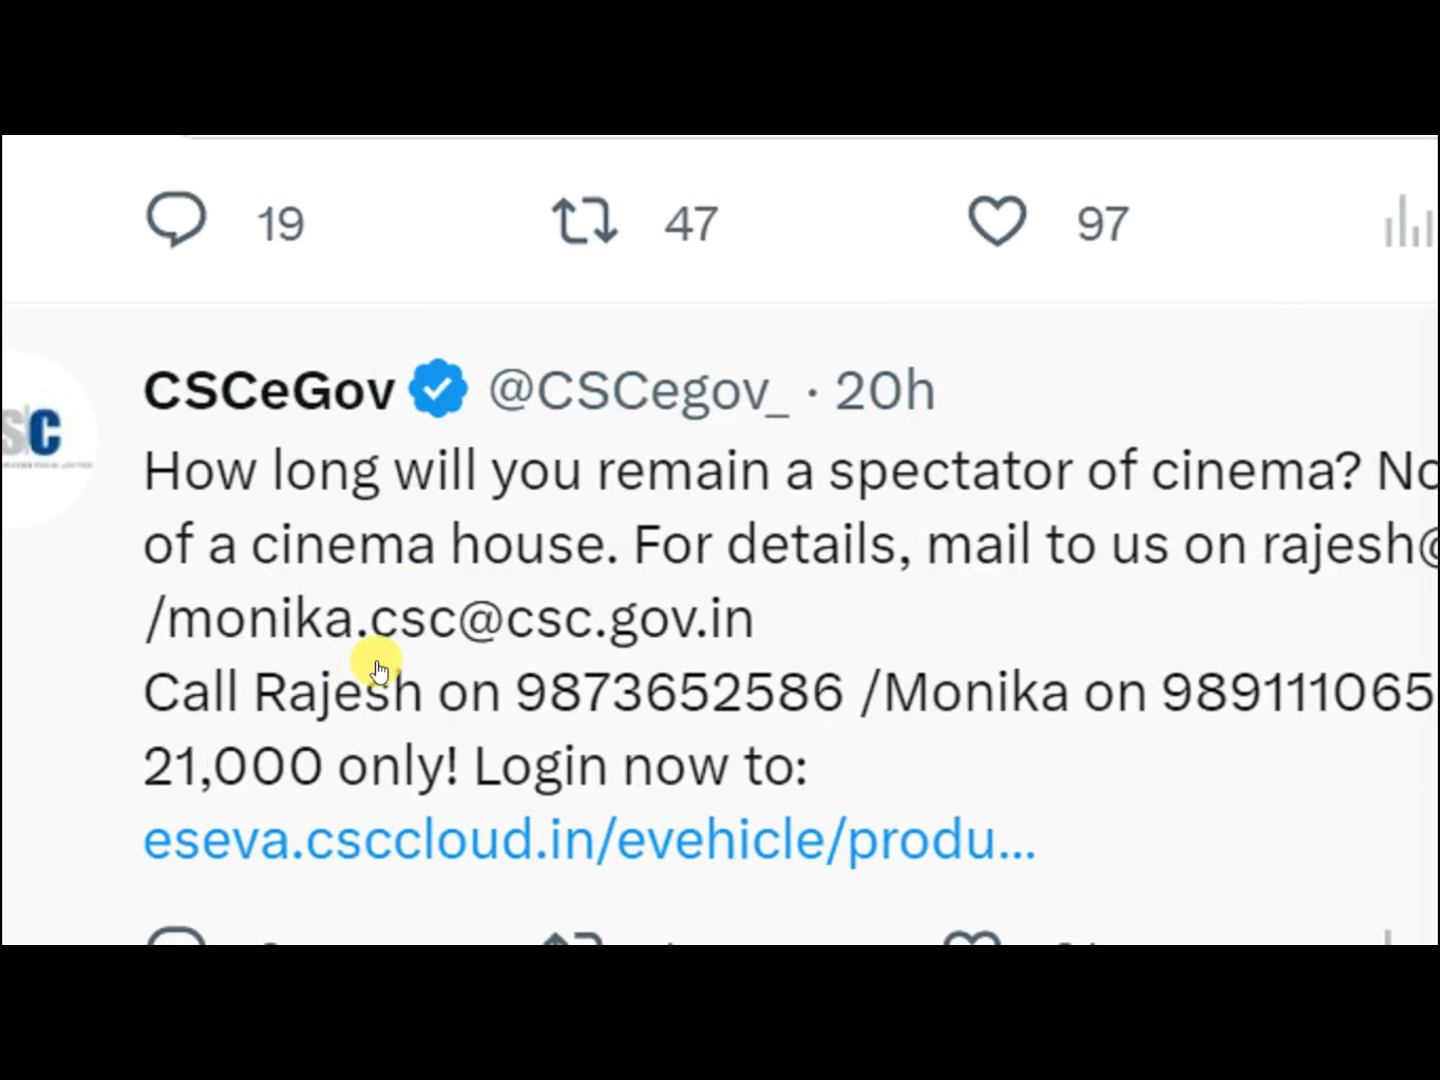 19 47 97
CSCeGov @CSCegov_ · 20h
How long will you remain a spectator of cinema?
of a cinema house. For details, mail to us on rajesh@
/monika.csc@csc.gov.in
Call Rajesh on 9873652586 /Monika on 989111065
21,000 only! Login now to:
eseva.csccloud.in/evehicle/produ...